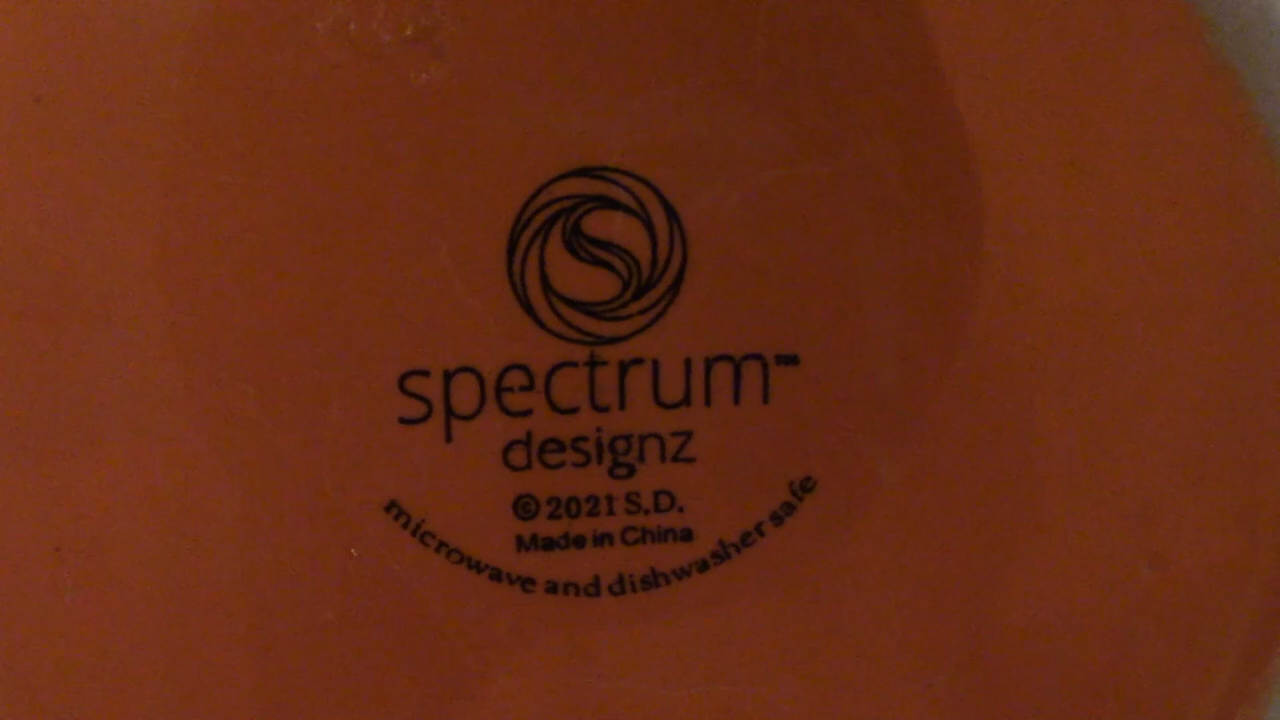 spectrum™
designz
©2021 S.D.
Made in China
microwave and dishwasher safe